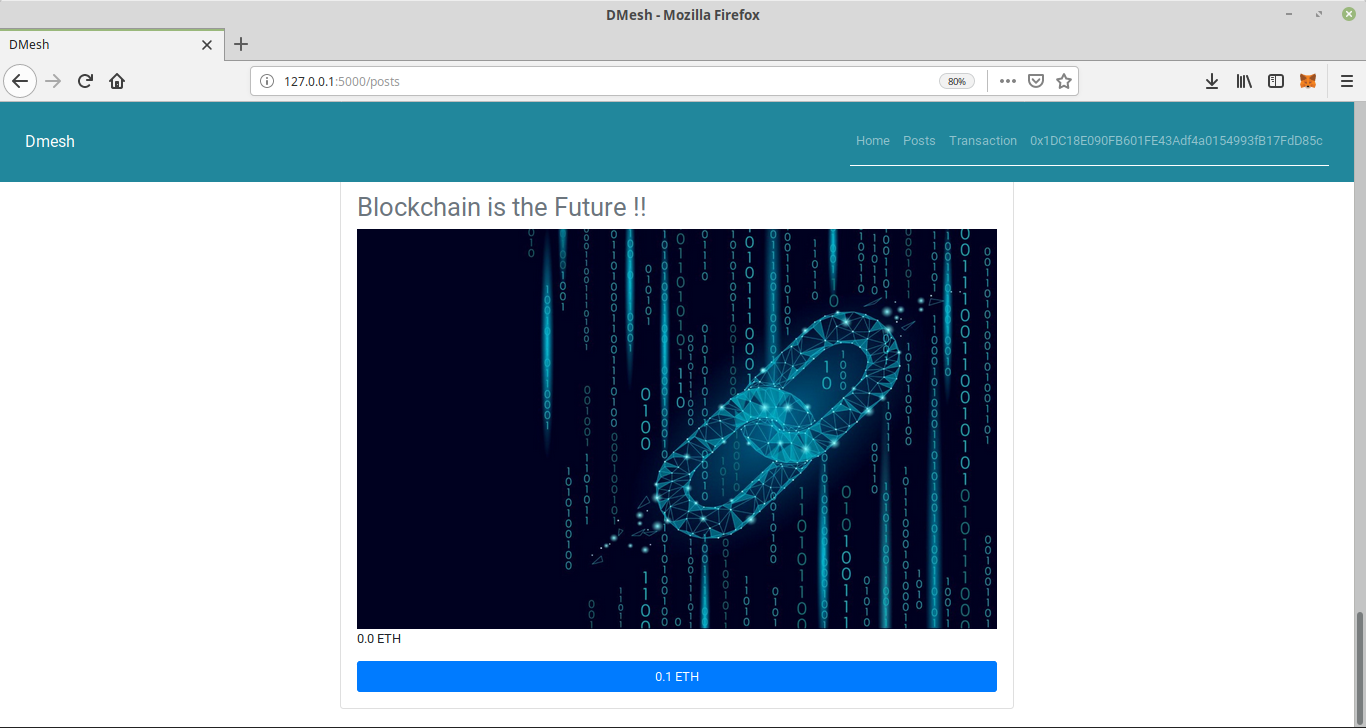 DMesh - Mozilla Firefox
DMesh
127.0.0.1:5000/posts
80%
Dmesh
Home Posts Transaction 0x1DC18E090FB601FE43Adf4a0154993fB17FdD85c
Blockchain is the Future !!
0.0 ETH
0.1 ETH